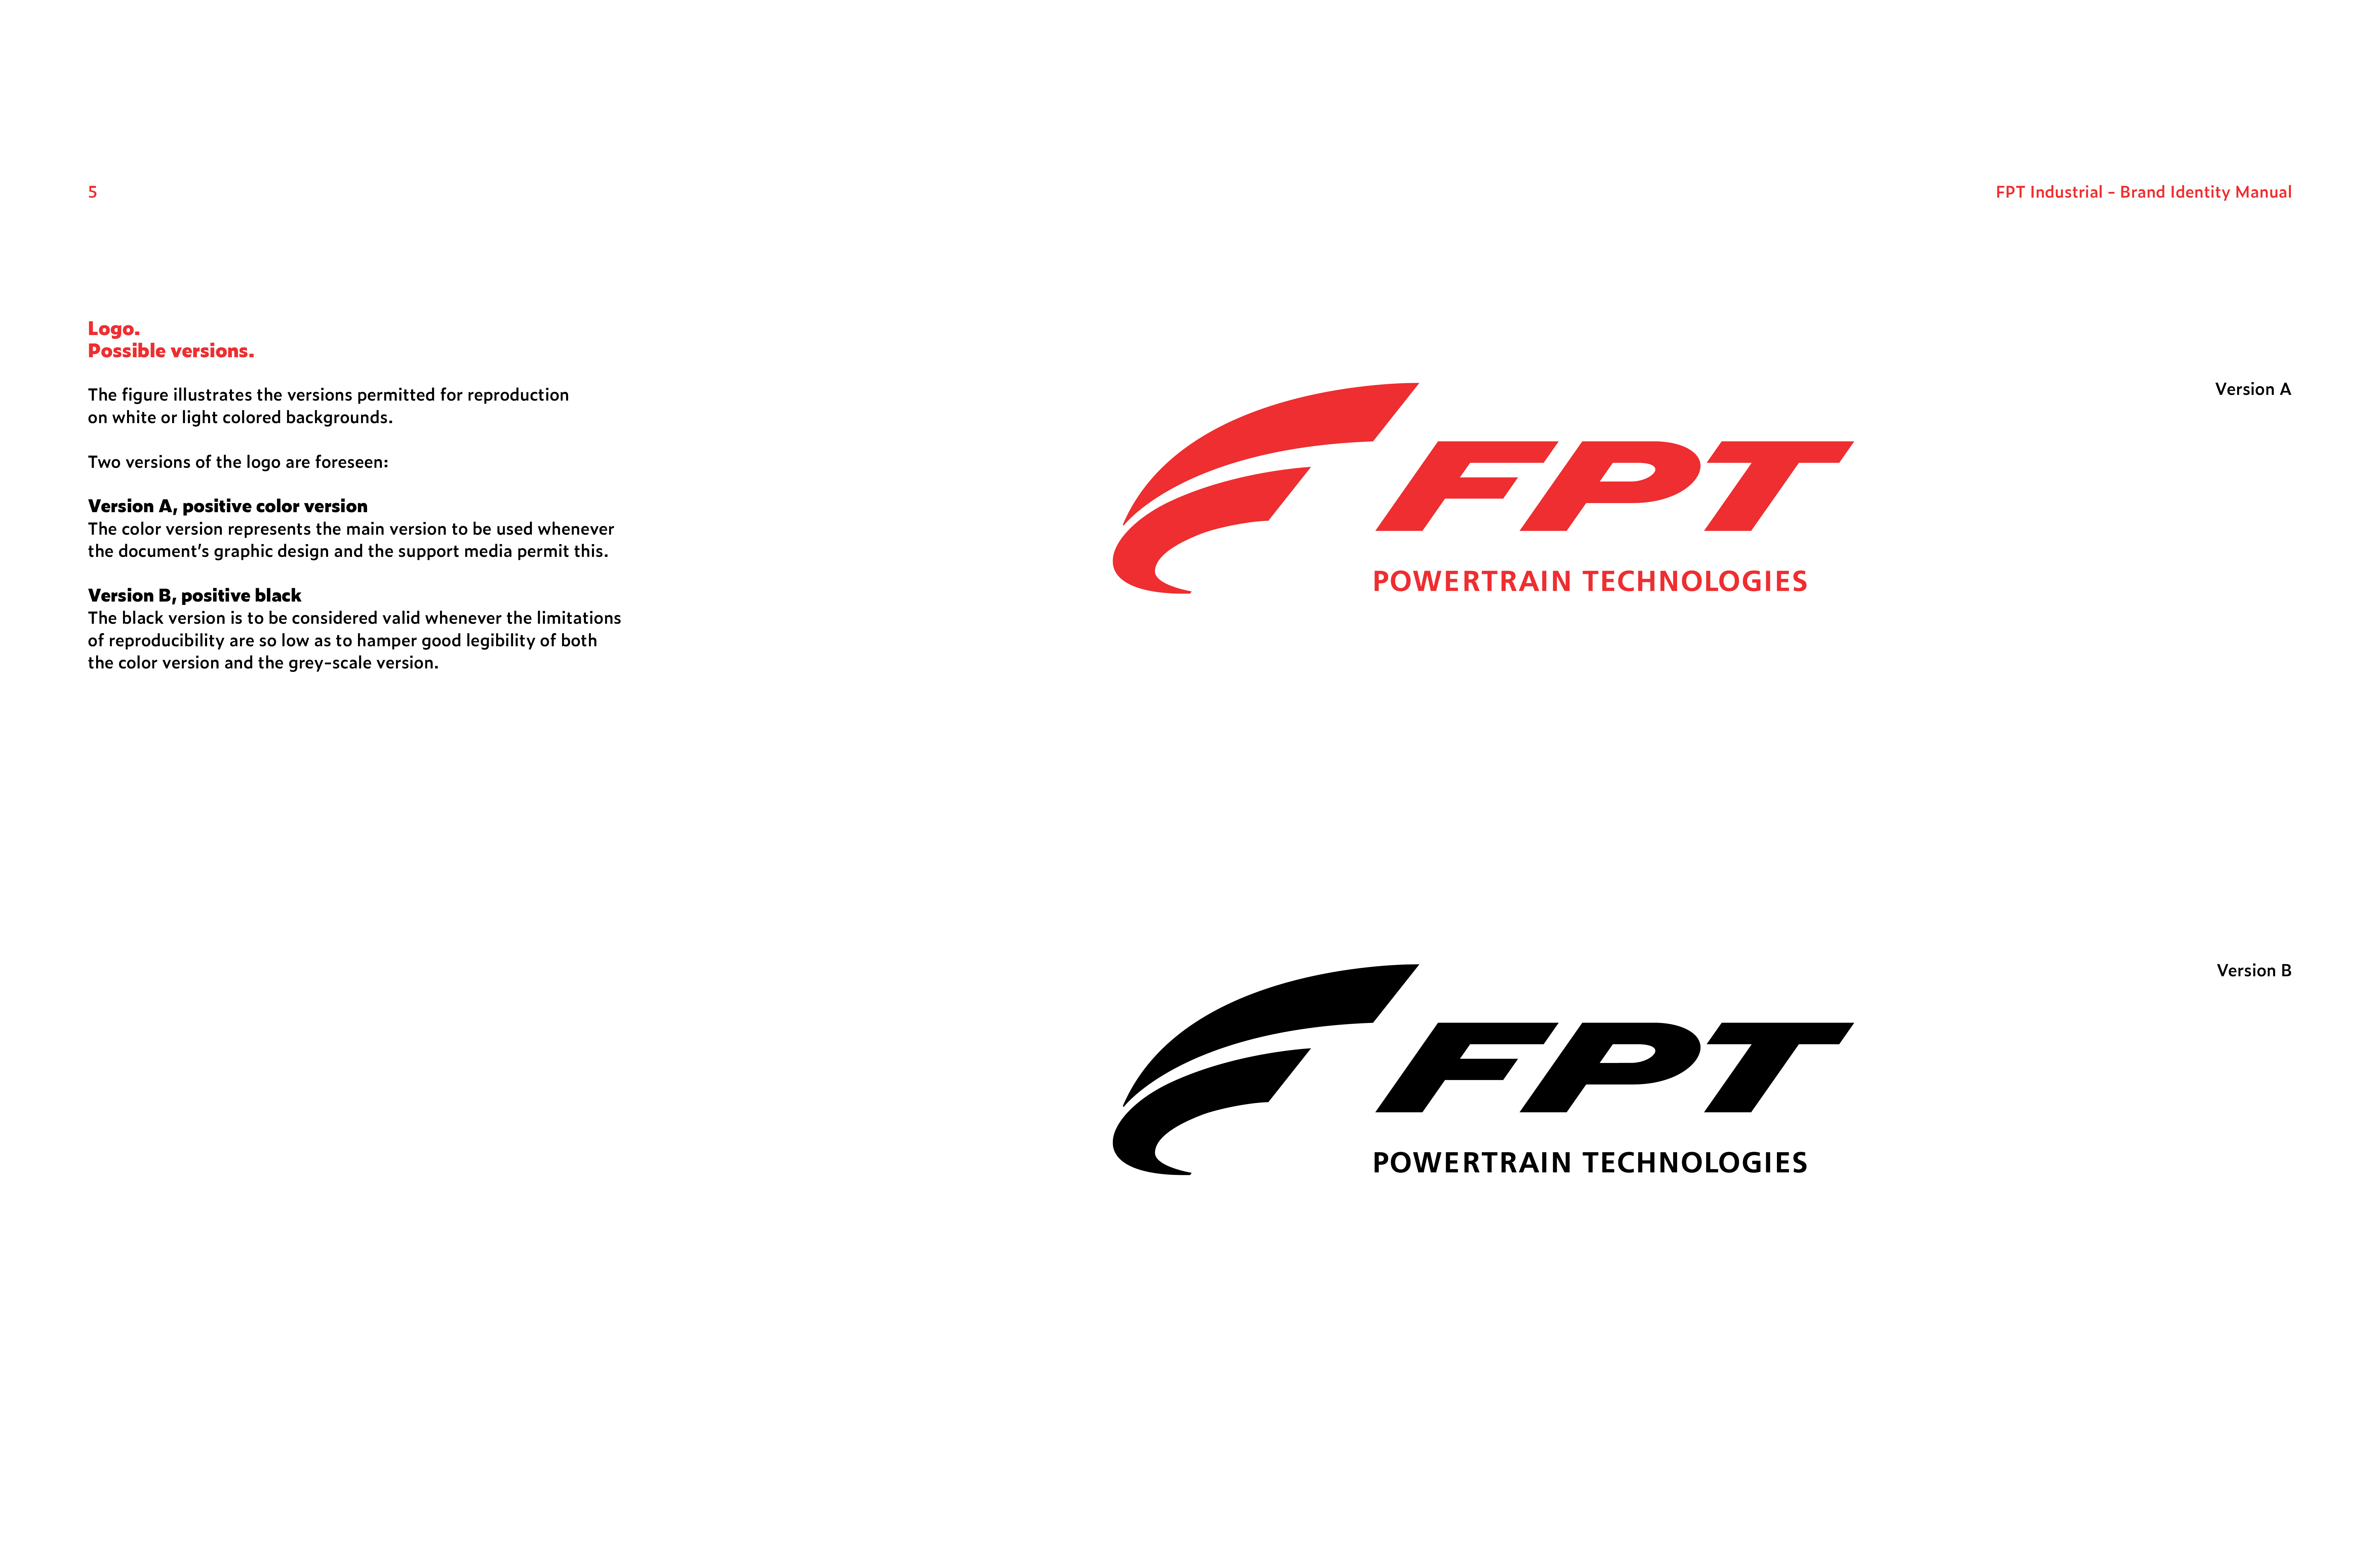 5
FPT Industrial - Brand Identity Manual
Logo.
Possible versions.
The figure illustrates the versions permitted for reproduction
on white or light colored backgrounds.
Two versions of the logo are foreseen:
Version A, positive color version
The color version represents the main version to be used whenever
the document's graphic design and the support media permit this.
Version B, positive black
The black version is to be considered valid whenever the limitations
of reproducibility are so low as to hamper good legibility of both
the color version and the grey-scale version.
Version A
FPT
POWERTRAIN TECHNOLOGIES
Version B
FPT
POWERTRAIN TECHNOLOGIES